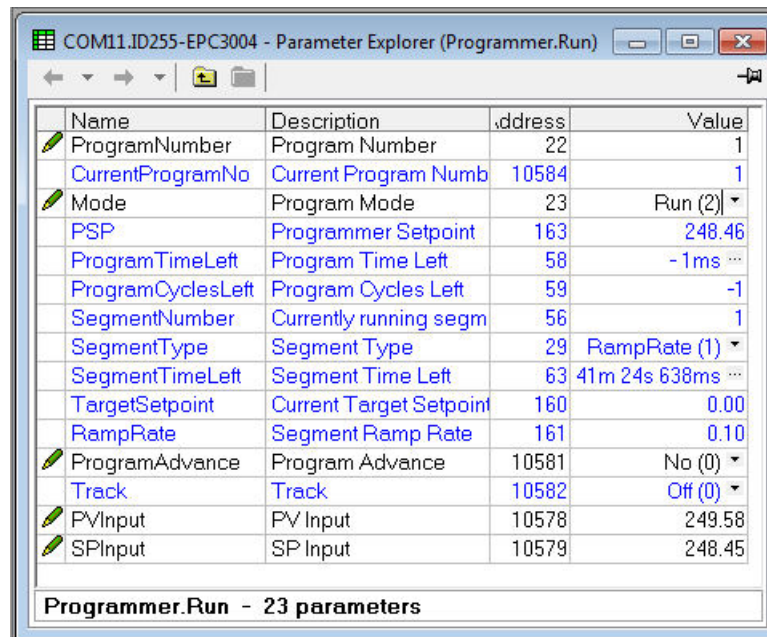 COM11.ID255-EPC3004 - Parameter Explorer (Programmer.Run)
Name Description ddress Value
ProgramNumber Program Number 22 1
CurrentProgramNo Current Program Numb 10584 1
Mode Program Mode 23 Run (2)
PSP Programmer Setpoint 163 248.46
ProgramTimeLeft Program Time Left 58 -1ms ...
ProgramCyclesLeft Program Cycles Left 59 -1
SegmentNumber Currently running segm 56 1
SegmentType Segment Type 29 RampRate (1)
SegmentTimeLeft Segment Time Left 63 41m 24s 638ms ...
TargetSetpoint Current Target Setpoint 160 0.00
RampRate Segment Ramp Rate 161 0.10
ProgramAdvance Program Advance 10581 No (0)
Track Track 10582 Off (0)
PVInput PV Input 10578 249.58
SPInput SP Input 10579 248.45
Programmer.Run - 23 parameters